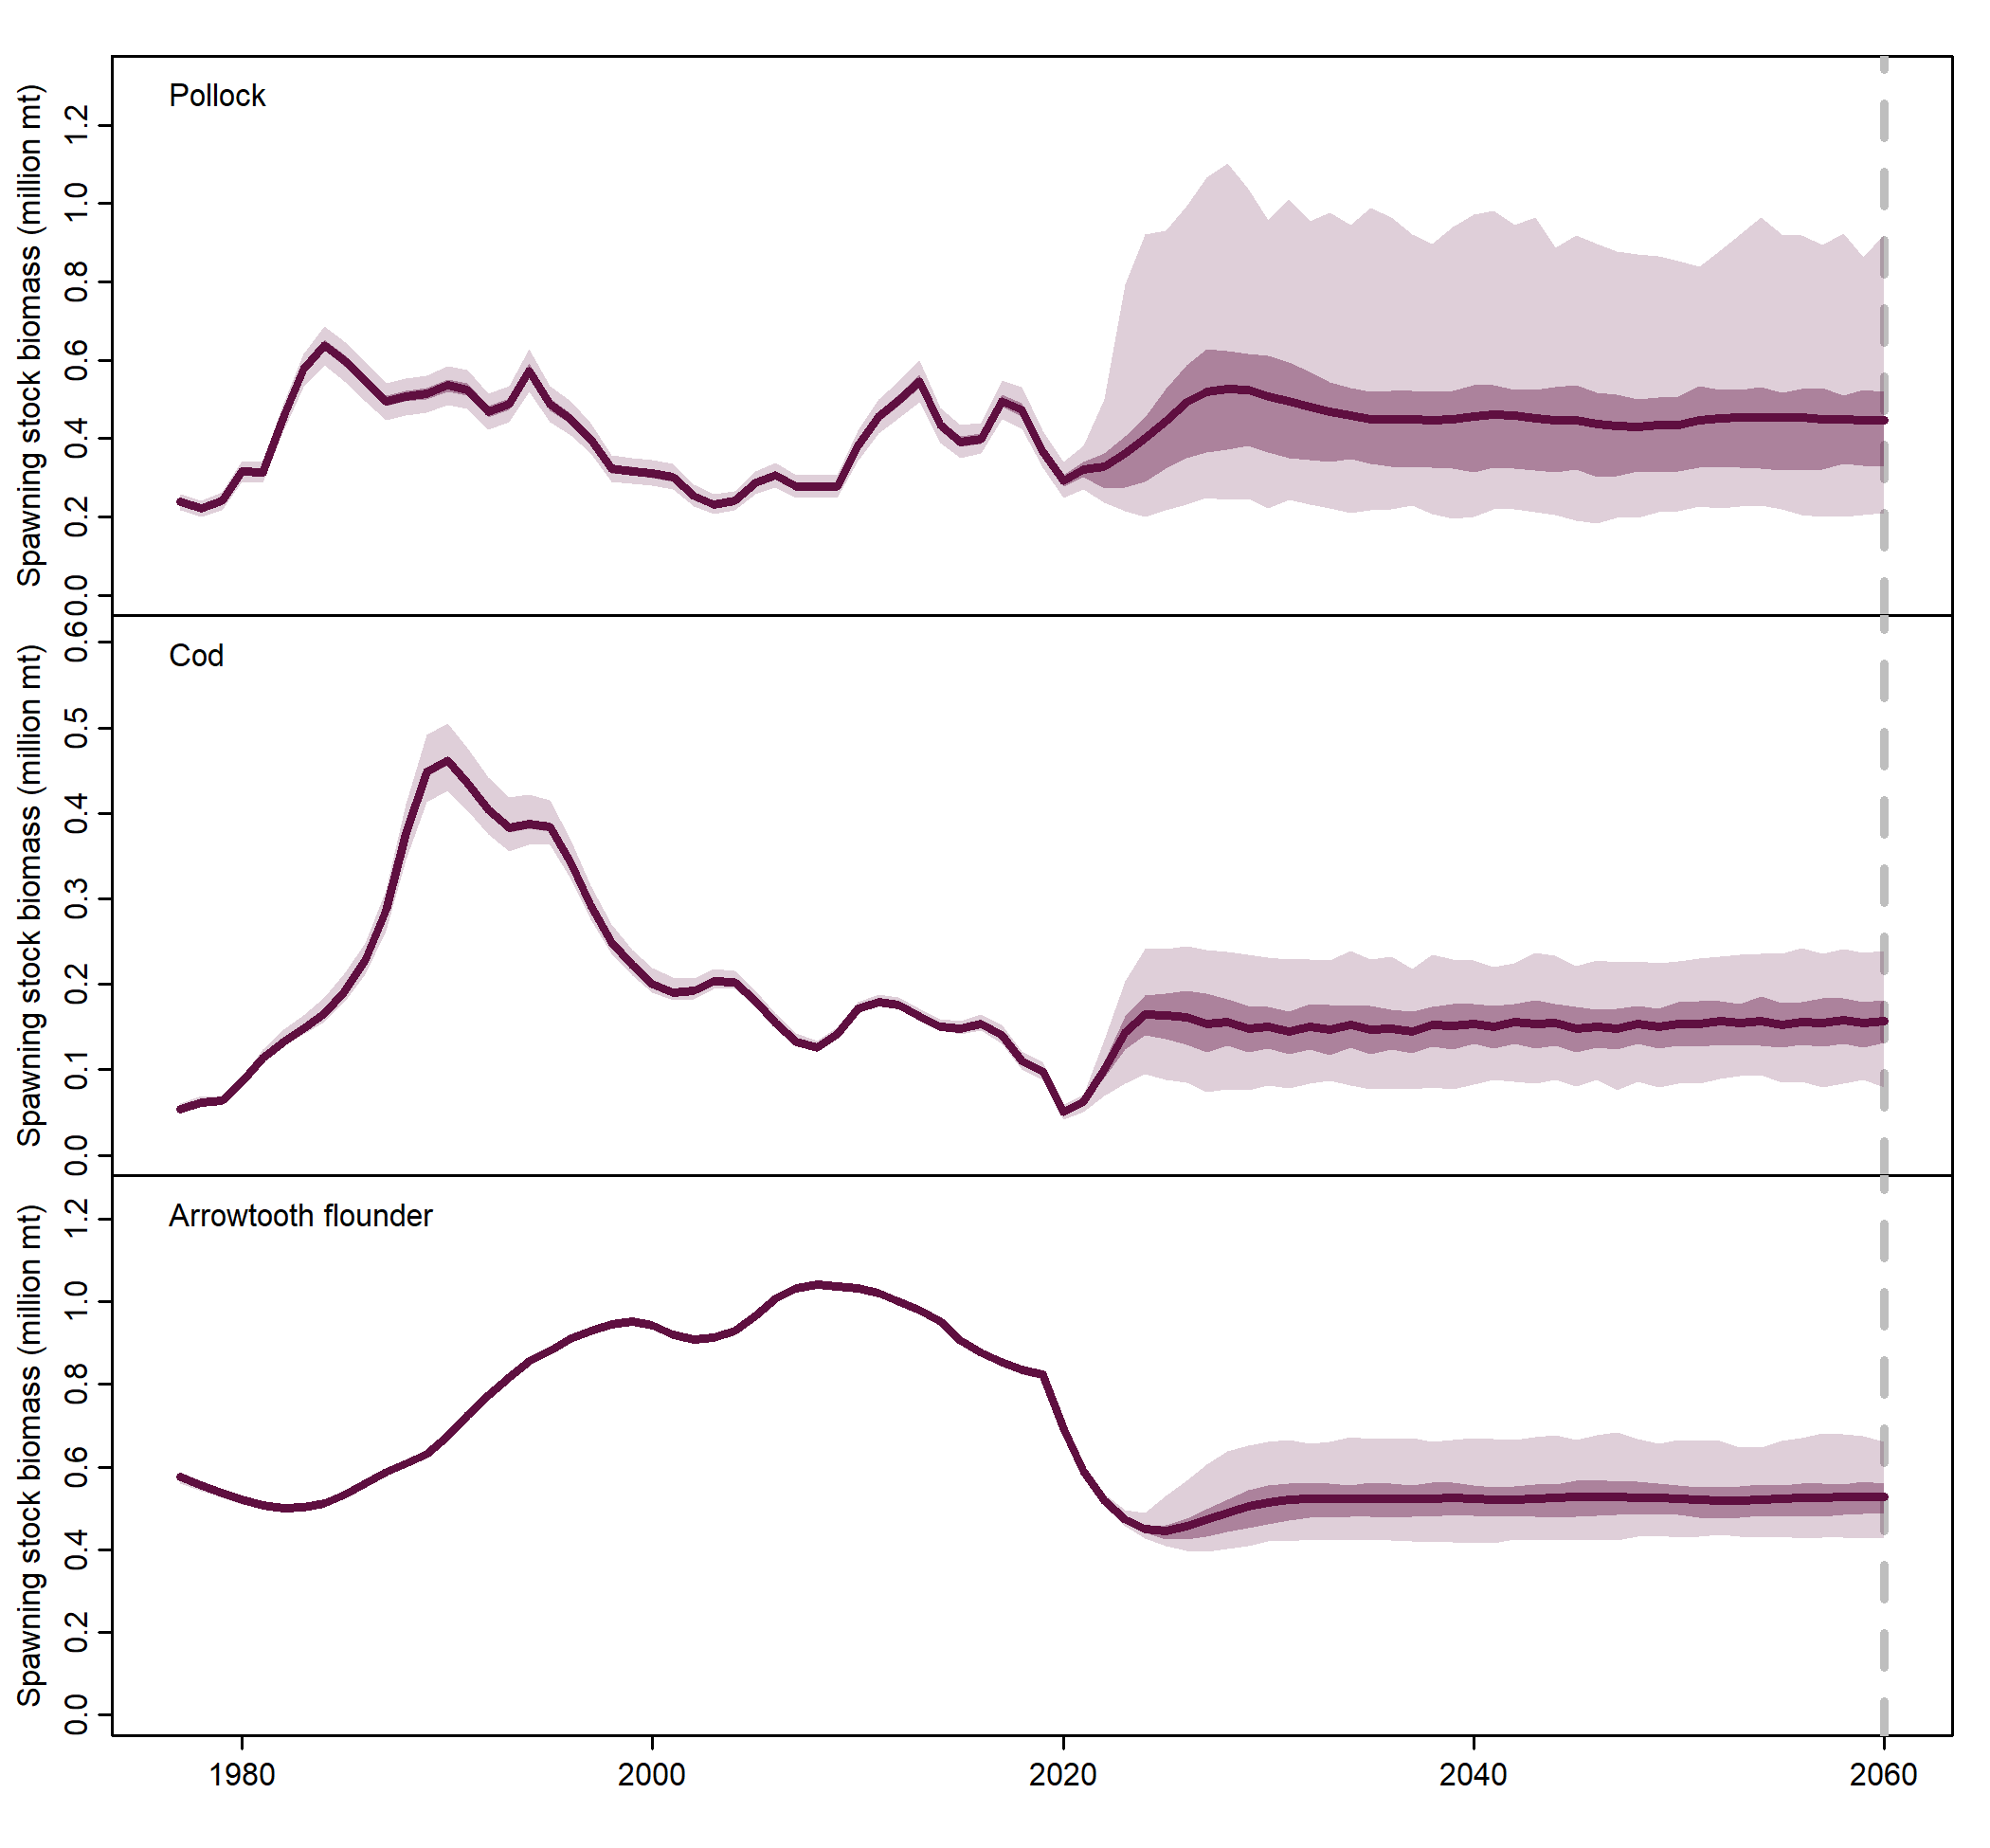 Pollock
Spawning stock biomass (million mt)
0.0 0.2 0.4 0.6 0.8 1.0 1.2
Cod
Spawning stock biomass (million mt)
0.0 0.1 0.2 0.3 0.4 0.5 0.6
Arrowtooth flounder
Spawning stock biomass (million mt)
0.0 0.2 0.4 0.6 0.8 1.0 1.2
1980 2000 2020 2040 2060